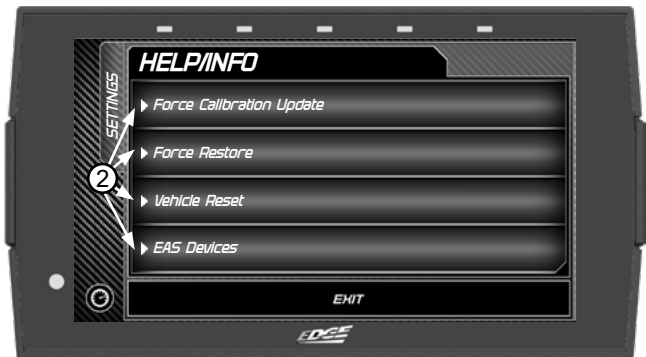 HELP/INFO
SETTINGS
Force Calibration Update
Force Restore
2
Vehicle Reset
EAS Devices
EXIT
EDGE